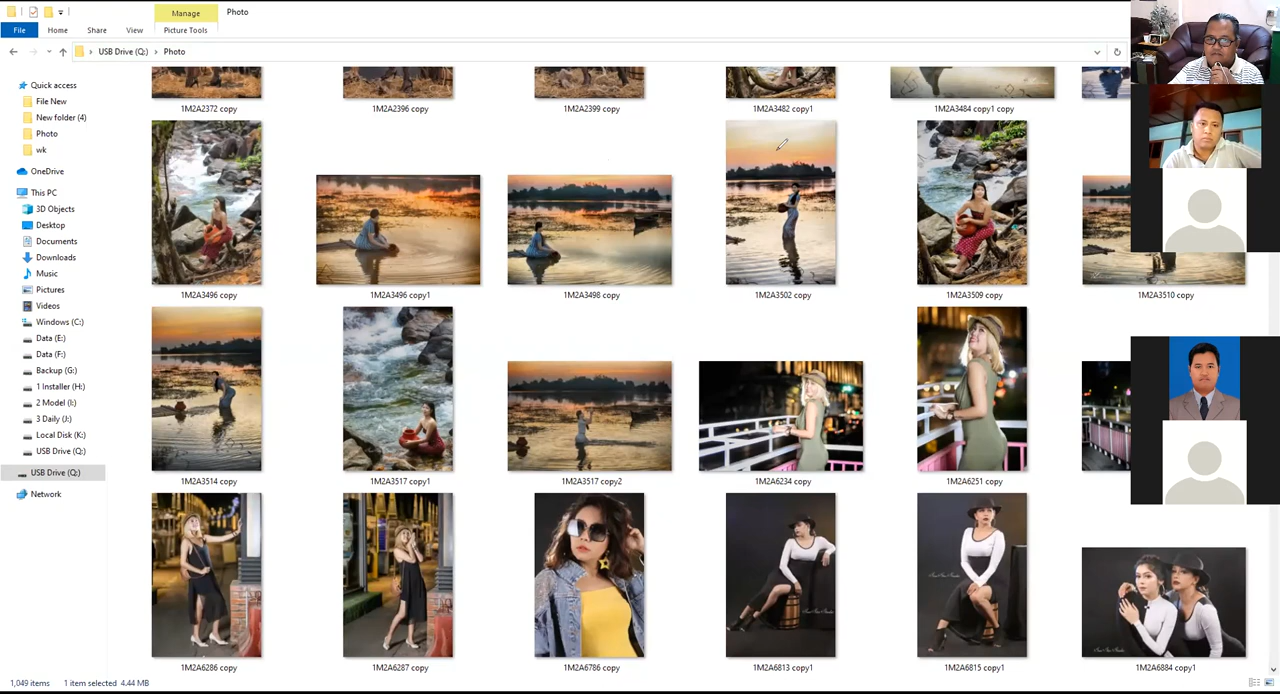 Manage
Photo
File
Home
Share
View
Picture Tools
USB Drive (Q:)
Photo
Quick access
File New
New folder (4)
Photo
wk
OneDrive
This PC
3D Objects
Desktop
Documents
Downloads
Music
Pictures
Videos
Windows (C:)
Data (E:)
Data (F:)
Backup (G:)
1 Installer (H:)
2 Model (I:)
3 Daily (J:)
Local Disk (K:)
USB Drive (Q:)
USB Drive (Q:)
Network
1M2A2372 copy
1M2A2396 copy
1M2A2399 copy
1M2A3482 copy1
1M2A3484 copy1 copy
1M2A3496 copy
1M2A3496 copy1
1M2A3498 copy
1M2A3502 copy
1M2A3509 copy
1M2A3510 copy
1M2A3514 copy
1M2A3517 copy1
1M2A3517 copy2
1M2A6234 copy
1M2A6251 copy
1M2A6286 copy
1M2A6287 copy
1M2A6786 copy
1M2A6813 copy1
1M2A6815 copy1
1M2A6884 copy1
1,049 items
1 item selected 4.44 MB